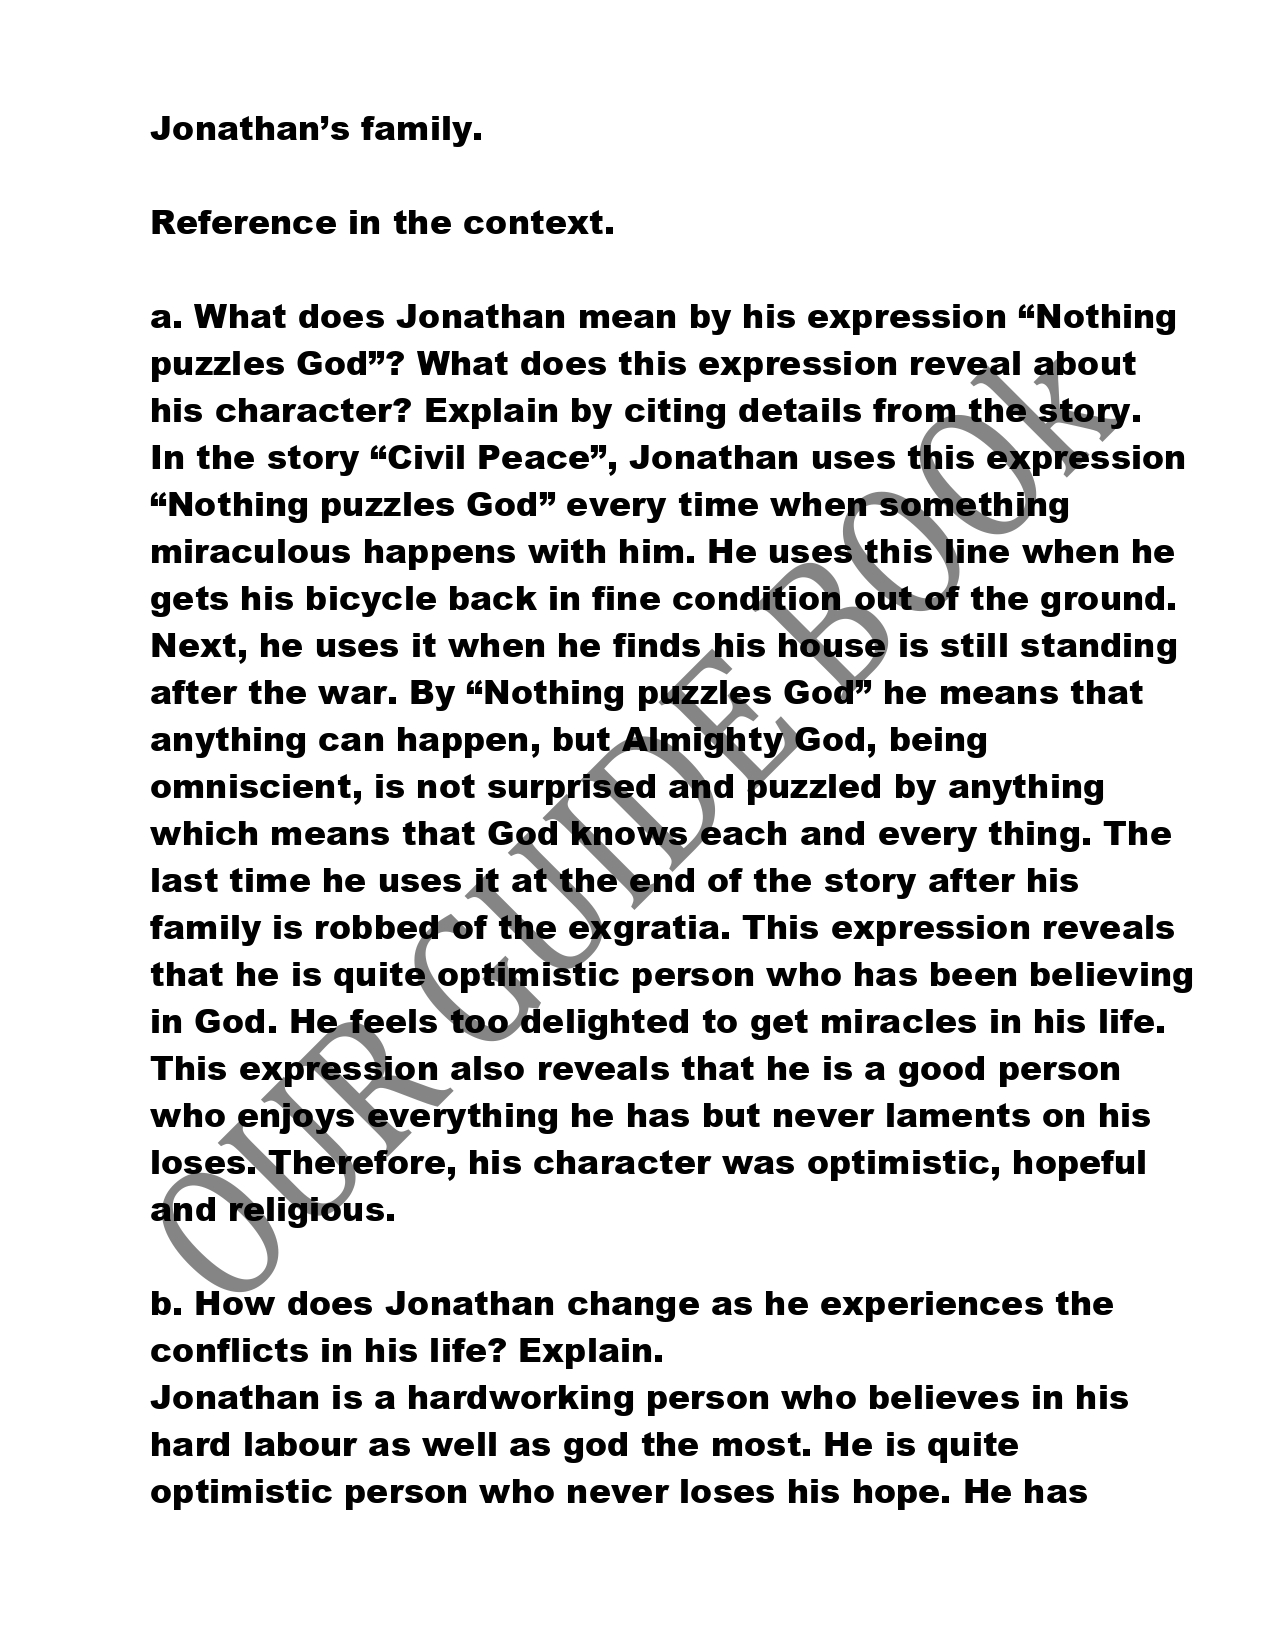 Jonathan’s family.
Reference in the context.
a. What does Jonathan mean by his expression “Nothing
puzzles God”? What does this expression reveal about
his character? Explain by citing details from the story.
In the story “Civil Peace”, Jonathan uses this expression
“Nothing puzzles God” every time when something
miraculous happens with him. He uses this line when he
gets his bicycle back in fine condition out of the ground.
Next, he uses it when he finds his house is still standing
after the war. By “Nothing puzzles God” he means that
anything can happen, but Almighty God, being
omniscient, is not surprised and puzzled by anything
which means that God knows each and every thing. The
last time he uses it at the end of the story after his
family is robbed of the exgratia. This expression reveals
that he is quite optimistic person who has been believing
in God. He feels too delighted to get miracles in his life.
This expression also reveals that he is a good person
who enjoys everything he has but never laments on his
loses. Therefore, his character was optimistic, hopeful
and religious.
b. How does Jonathan change as he experiences the
conflicts in his life? Explain.
Jonathan is a hardworking person who believes in his
hard labour as well as god the most. He is quite
optimistic person who never loses his hope. He has
OUR GUIDE BOOk